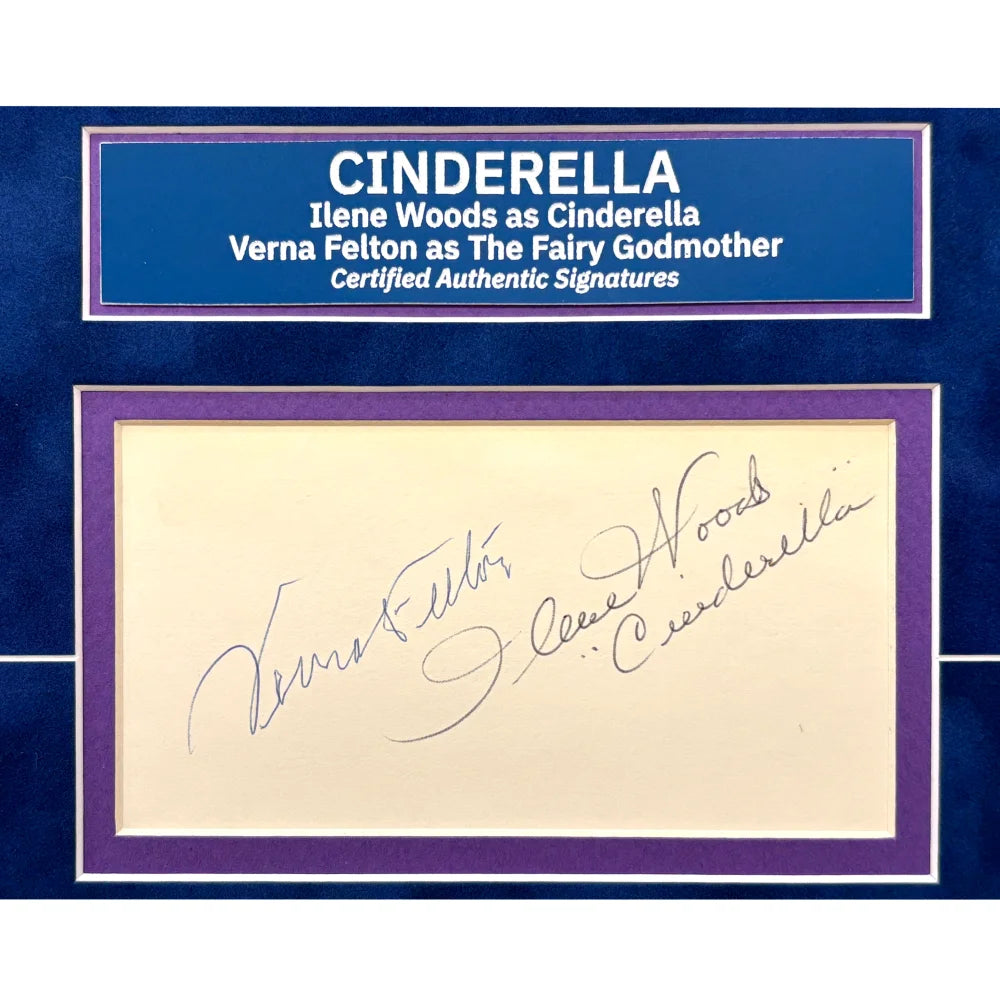 CINDERELLA
Ilene Woods as Cinderella
Verna Felton as The Fairy Godmother
Certified Authentic Signatures
Verna Felton
Ilene Woods
"Cinderella"